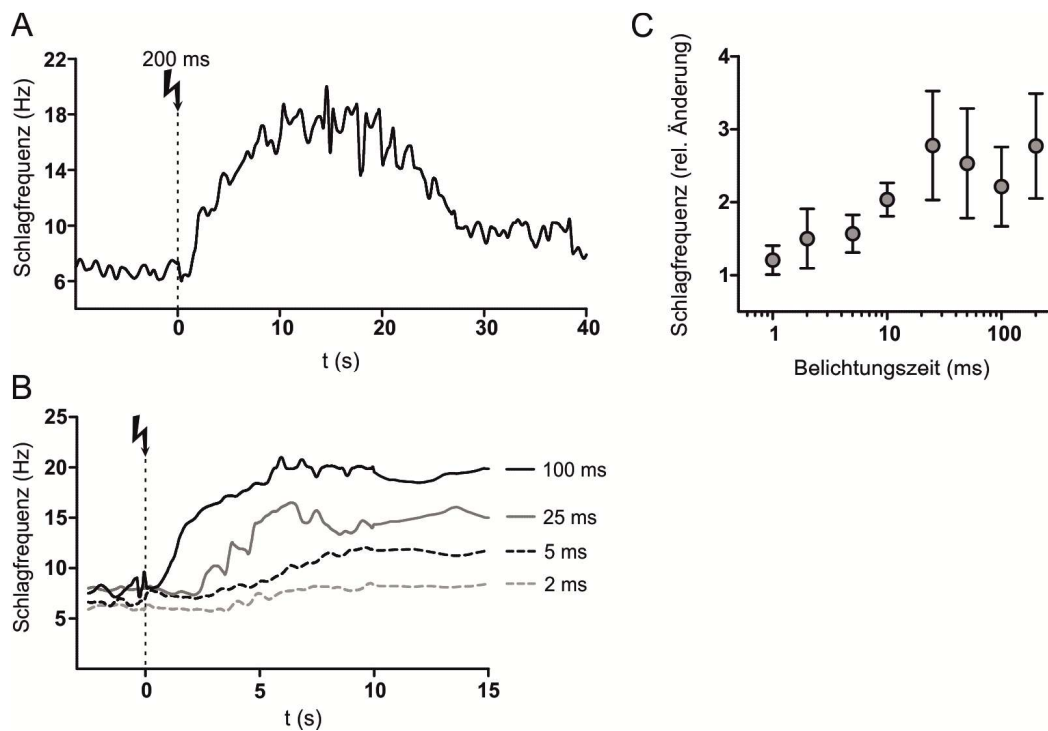 A
200 ms
Schlagfrequenz (Hz)
22
18
14
10
6
0
10
20
30
40
t (s)
B
Schlagfrequenz (Hz)
25
20
15
10
5
0
5
10
15
t (s)
100 ms
25 ms
5 ms
2 ms
C
Schlagfrequenz (rel. Änderung)
4
3
2
1
1
10
100
Belichtungszeit (ms)